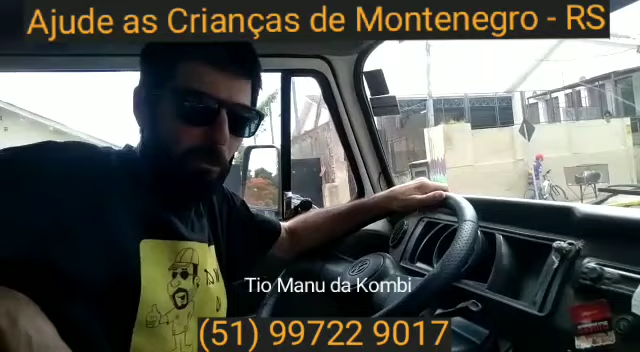 Ajude as Crianças de Montenegro - RS
Tio Manu da Kombi
(51) 99722 9017